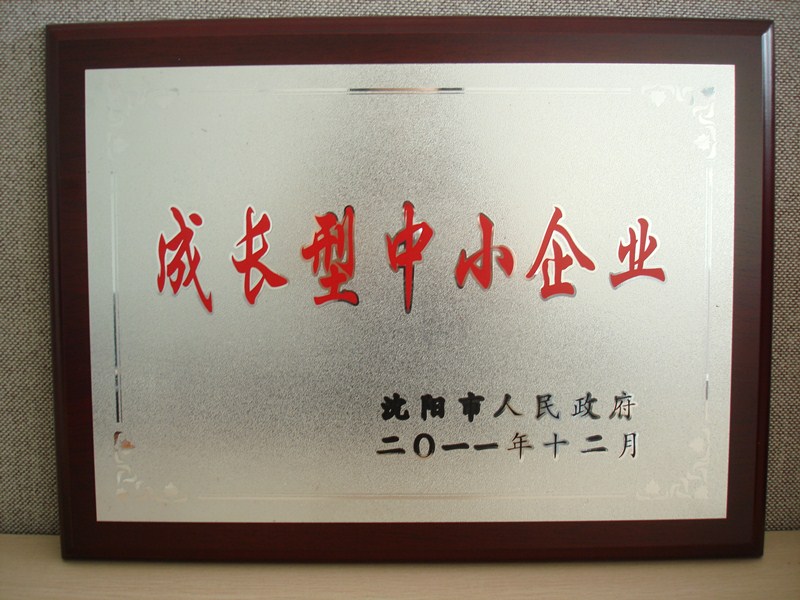 成长型中小企业
沈阳市人民政府
二〇一一年十二月